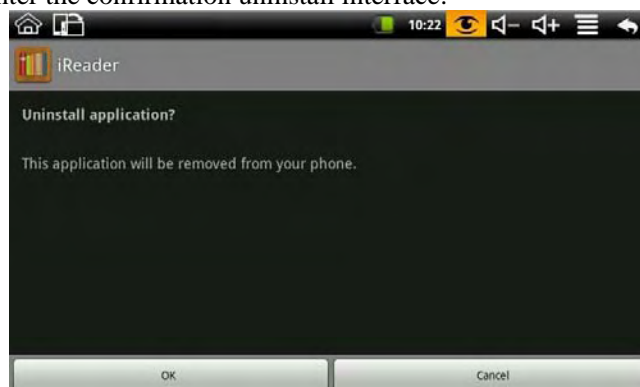 nter the confirmation uninstall interface:
10:22
iReader
Uninstall application?
This application will be removed from your phone.
OK
Cancel